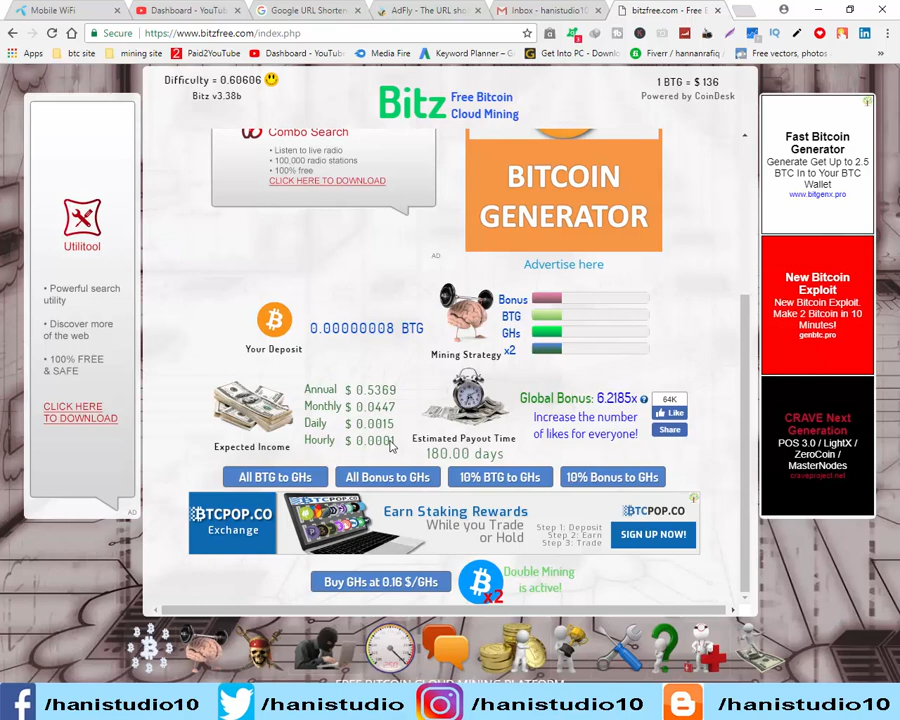 Mobile WiFi
Dashboard - YouTu
Google URL Shorten
AdFly - The URL sho
Inbox - hanistudio10
bitzfree.com - Free E
Secure
https://www.bitzfree.com/index.php
Apps
btc site
mining site
Paid2YouTube
Dashboard - YouTub
Media Fire
Keyword Planner – G
Get Into PC - Downlo
Fiverr / hannanrafiq
Free vectors, photos
Difficulty = 0.60606
Bitz v3.38b
Bitz
Free Bitcoin
Cloud Mining
1 BTG = $ 136
Powered by CoinDesk
Combo Search
• Listen to live radio
• 100,000 radio stations
• 100% free
CLICK HERE TO DOWNLOAD
BITCOIN
GENERATOR
AD
Advertise here
Utilitool
• Powerful search
utility
• Discover more
of the web
• 100% FREE
& SAFE
CLICK HERE
TO DOWNLOAD
AD
Fast Bitcoin
Generator
Generate Get Up to 2.5
BTC In to Your BTC
Wallet
www.bitgenx.pro
New Bitcoin
Exploit
New Bitcoin Exploit.
Make 2 Bitcoin in 10
Minutes!
genbtc.pro
CRAVE Next
Generation
POS 3.0 / LightX /
ZeroCoin /
MasterNodes
craveproject.net
Your Deposit
0.00000008 BTG
Mining Strategy
Bonus
BTG
GHs
x2
Expected Income
Annual $ 0.5369
Monthly $ 0.0447
Daily $ 0.0015
Hourly $ 0.0001
Estimated Payout Time
180.00 days
Global Bonus: 6.2185x
Increase the number
of likes for everyone!
64K
Like
Share
All BTG to GHs
All Bonus to GHs
10% BTG to GHs
10% Bonus to GHs
BTCPOP.CO
Exchange
Earn Staking Rewards
While you Trade
or Hold
Step 1: Deposit
Step 2: Earn
Step 3: Trade
BTCPOP.CO
SIGN UP NOW!
Buy GHs at 0.16 $/GHs
x2
Double Mining
is active!
FREE BITCOIN CLOUD MINING PLATFORM
/hanistudio10
/hanistudio10
/hanistudio10
/hanistudio10